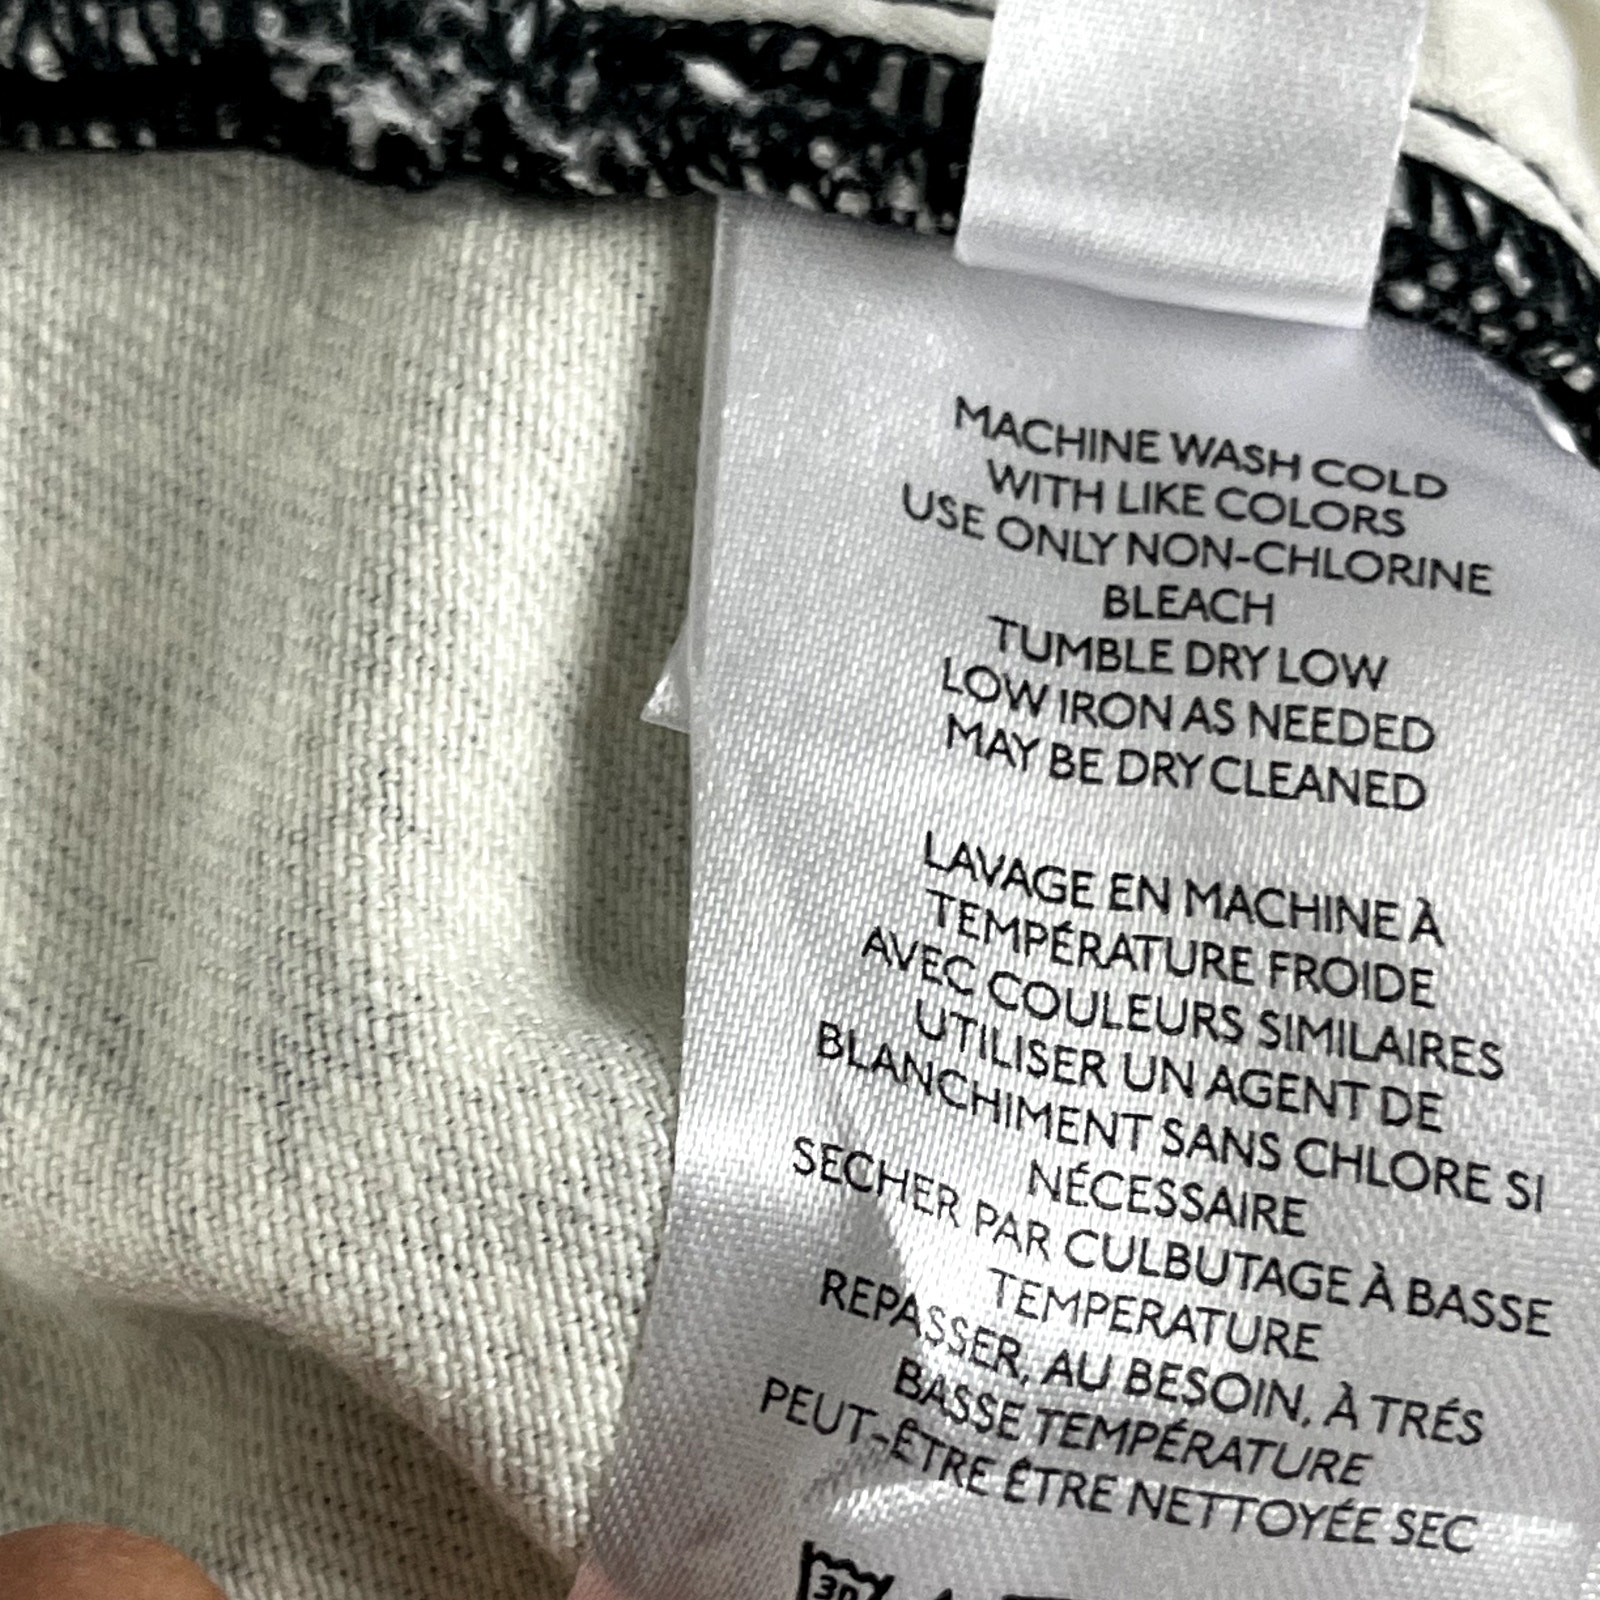 MACHINE WASH COLD
WITH LIKE COLORS
USE ONLY NON-CHLORINE
BLEACH
TUMBLE DRY LOW
LOW IRON AS NEEDED
MAY BE DRY CLEANED
LAVAGE EN MACHINE À
TEMPÉRATURE FROIDE
AVEC COULEURS SIMILAIRES
UTILISER UN AGENT DE
BLANCHIMENT SANS CHLORE SI
NÉCESSAIRE
SECHER PAR CULBUTAGE À BASSE
TEMPERATURE
REPASSER, AU BESOIN, À TRÉS
BASSE TEMPÉRATURE
PEUT-ÊTRE ÊTRE NETTOYÉE SEC
30